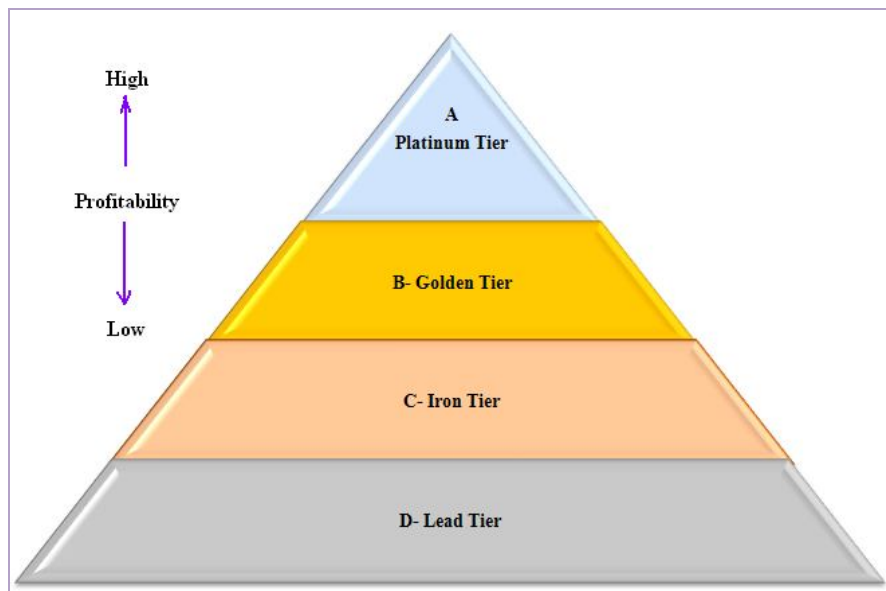 High
Profitability
Low
A
Platinum Tier
B- Golden Tier
C- Iron Tier
D- Lead Tier